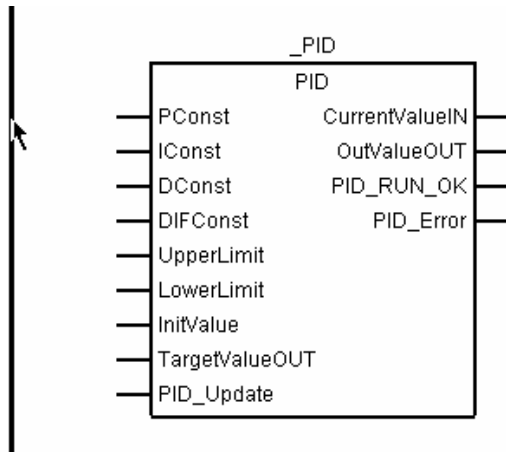 _PID
PID
PConst CurrentValueIN
IConst OutValueOUT
DConst PID_RUN_OK
DIFConst PID_Error
UpperLimit
LowerLimit
InitValue
TargetValueOUT
PID_Update